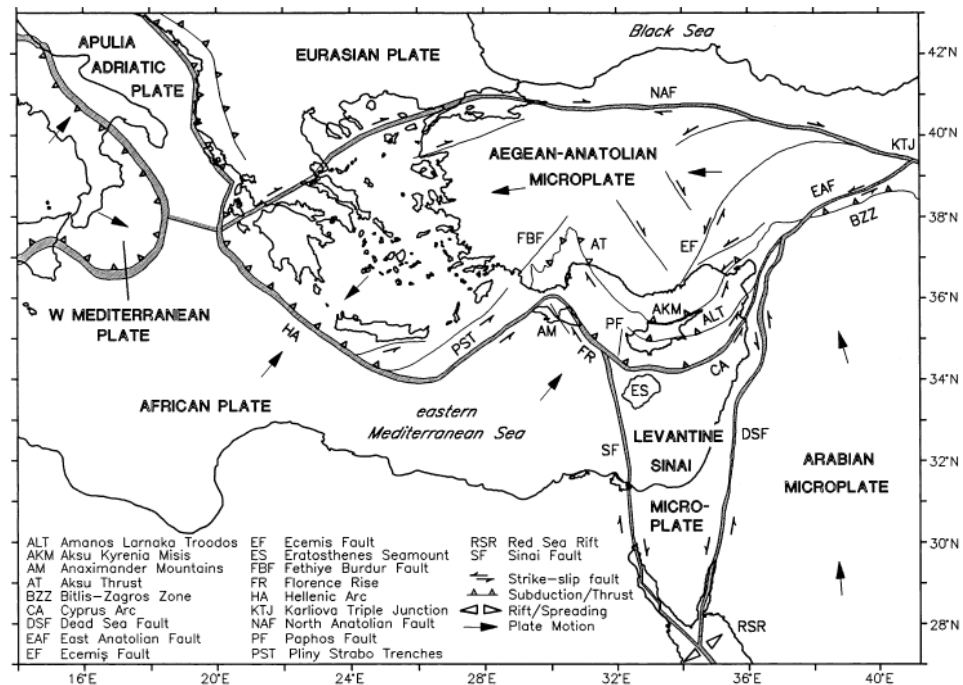 APULIA
ADRIATIC
PLATE
EURASIAN PLATE
Black Sea
42°N
NAF
40°N
KTJ
AEGEAN-ANATOLIAN
MICROPLATE
EAF
BZZ
38°N
FBF
AT
EF
W MEDITERRANEAN
PLATE
36°N
AKM
ALT
PF
AM
HA
PST
FR
CA
34°N
ES
AFRICAN PLATE
eastern
Mediterranean Sea
LEVANTINE
SINAI
MICRO-
PLATE
SF
DSF
ARABIAN
MICROPLATE
32°N
30°N
RSR
28°N
ALT Amanos Larnaka Troodos
AKM Aksu Kyrenia Misis
AM Anaximander Mountains
AT Aksu Thrust
BZZ Bitlis-Zagros Zone
CA Cyprus Arc
DSF Dead Sea Fault
EAF East Anatolian Fault
EF Ecemiş Fault
EF Ecemis Fault
ES Eratosthenes Seamount
FBF Fethiye Burdur Fault
FR Florence Rise
HA Hellenic Arc
KTJ Karliova Triple Junction
NAF North Anatolian Fault
PF Paphos Fault
PST Pliny Strabo Trenches
RSR Red Sea Rift
SF Sinai Fault
Strike-slip fault
Subduction/Thrust
Rift/Spreading
Plate Motion
16°E 20°E 24°E 28°E 32°E 36°E 40°E